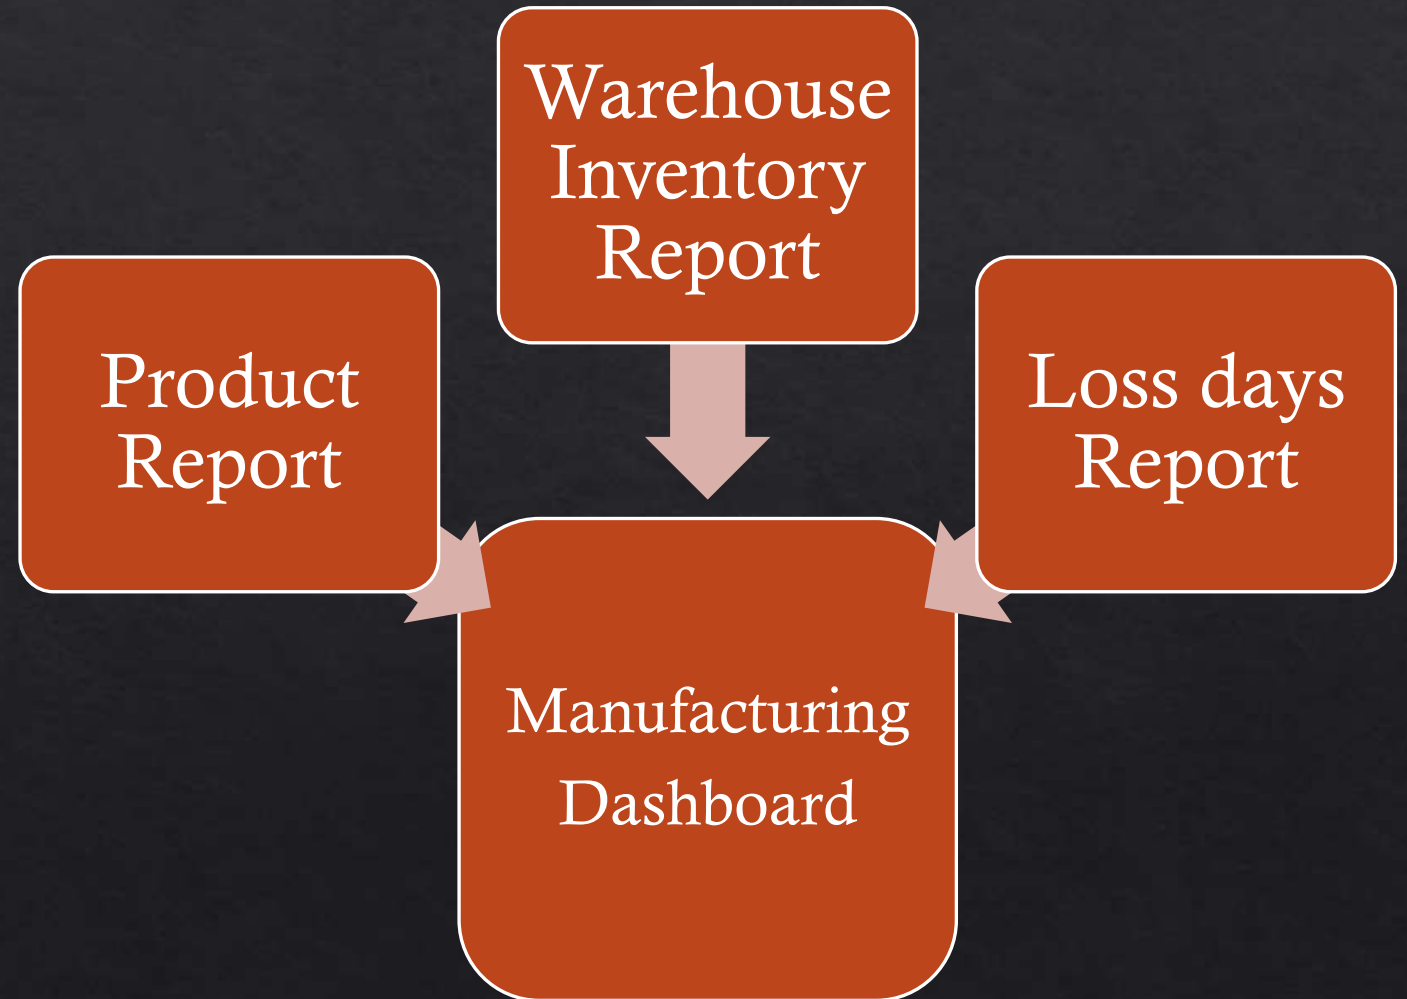 Warehouse
Inventory
Report
Product
Report
Loss days
Report
Manufacturing
Dashboard